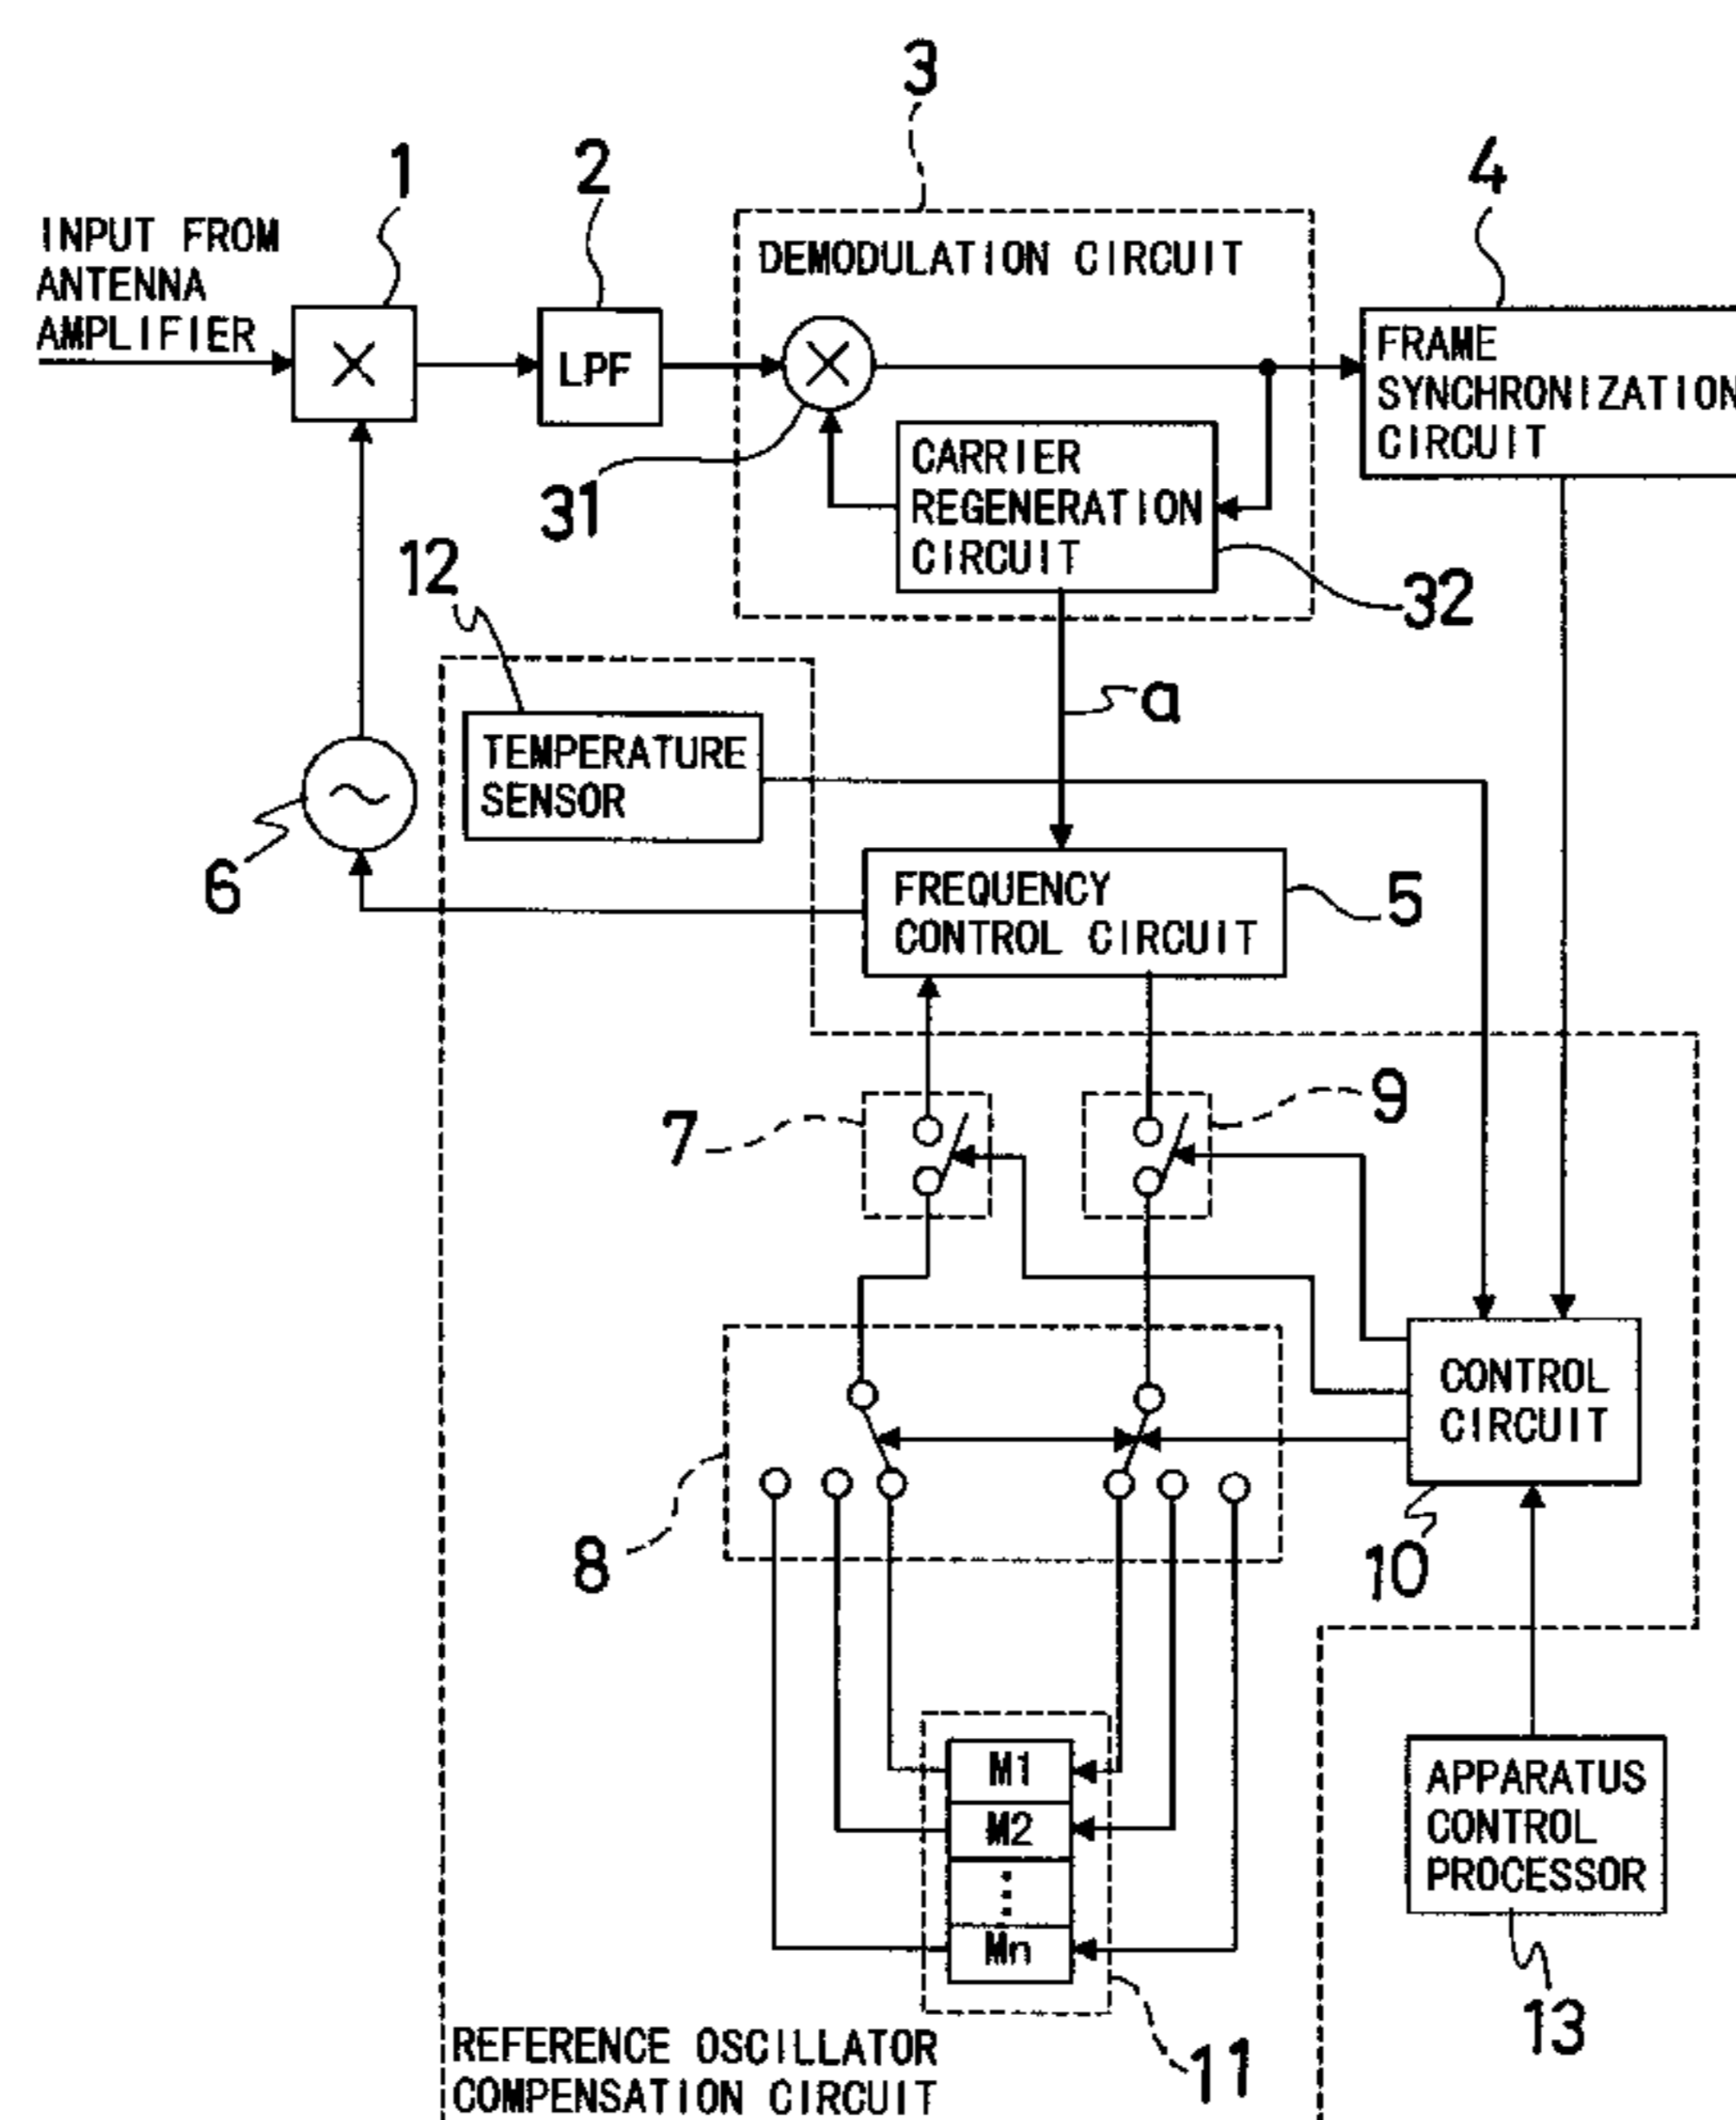 3
1
2
4
INPUT FROM
ANTENNA
AMPLIFIER
DEMODULATION CIRCUIT
LPF
FRAME
SYNCHRONIZATION
CIRCUIT
CARRIER
REGENERATION
CIRCUIT
31
32
12
a
TEMPERATURE
SENSOR
6
FREQUENCY
CONTROL CIRCUIT
5
7
9
CONTROL
CIRCUIT
8
10
M1
M2
Mn
APPARATUS
CONTROL
PROCESSOR
13
11
REFERENCE OSCILLATOR
COMPENSATION CIRCUIT